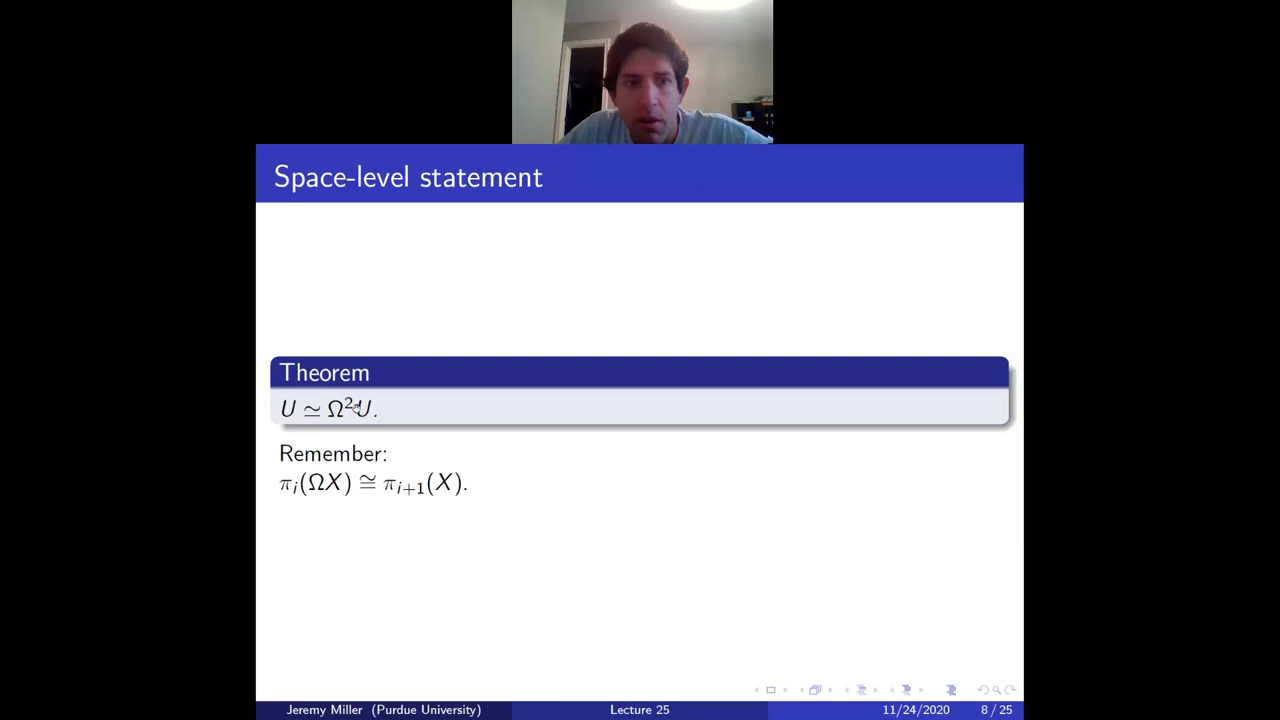 Space-level statement
Theorem
U ≃ Ω²U.
Remember:
πᵢ(ΩX) ≅ πᵢ₊₁(X).
Jeremy Miller (Purdue University) Lecture 25 11/24/2020 8 / 25